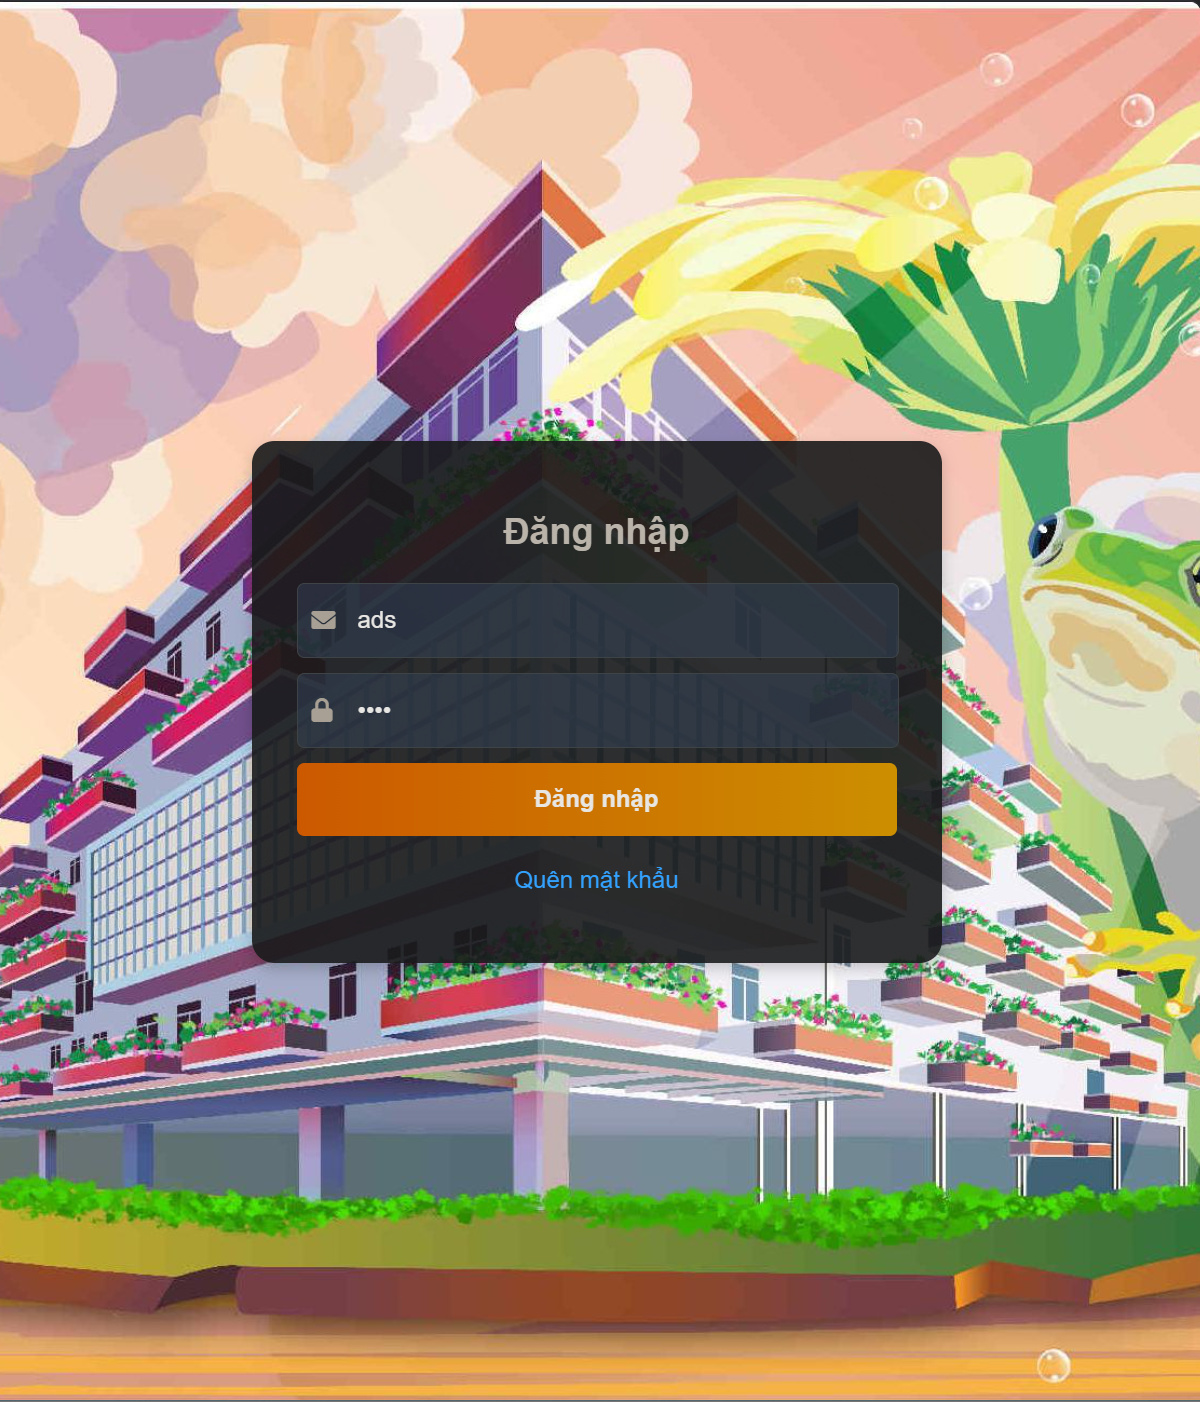 Đăng nhập
ads
••••
Đăng nhập
Quên mật khẩu